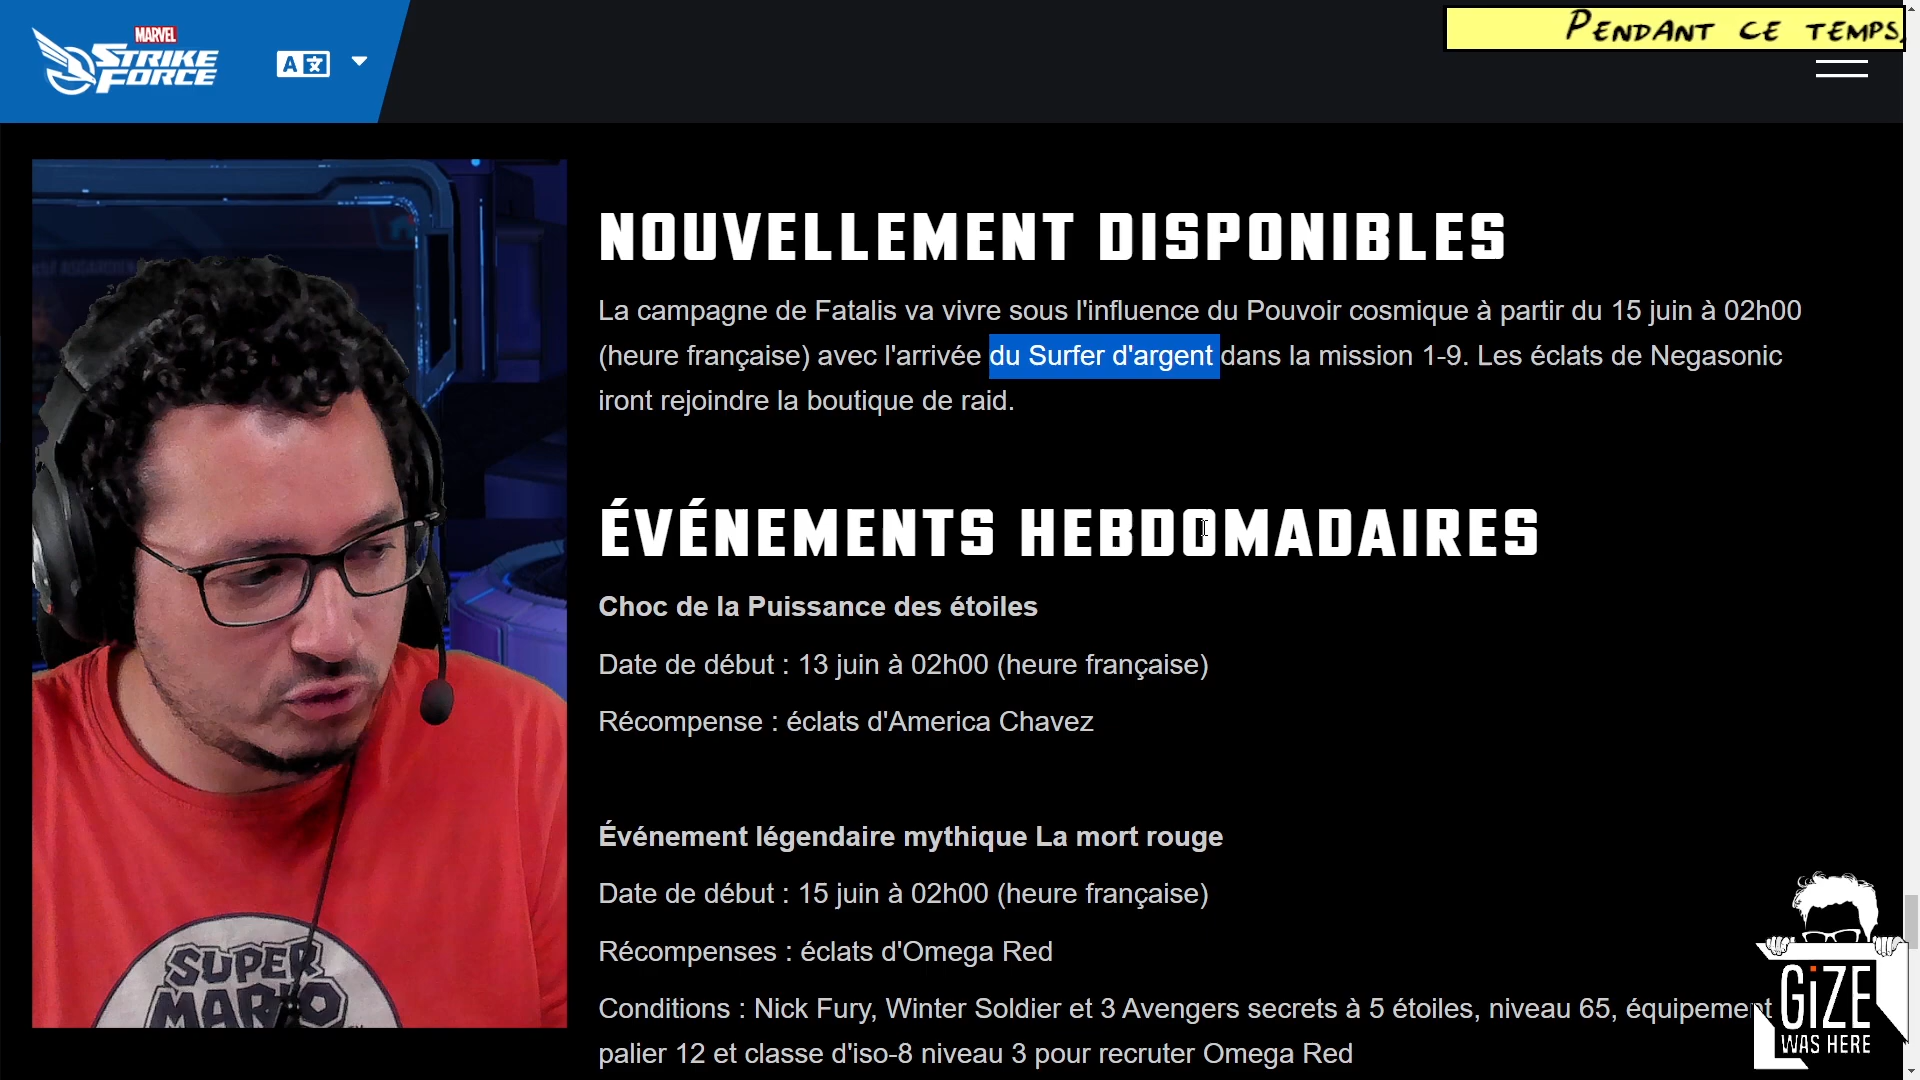 MARVEL
STRIKE
FORCE
A文
PENDANT CE TEMPS,
NOUVELLEMENT DISPONIBLES
La campagne de Fatalis va vivre sous l'influence du Pouvoir cosmique à partir du 15 juin à 02h00
(heure française) avec l'arrivée du Surfer d'argent dans la mission 1-9. Les éclats de Negasonic
iront rejoindre la boutique de raid.
ÉVÉNEMENTS HEBDOMADAIRES
Choc de la Puissance des étoiles
Date de début : 13 juin à 02h00 (heure française)
Récompense : éclats d'America Chavez
Événement légendaire mythique La mort rouge
Date de début : 15 juin à 02h00 (heure française)
Récompenses : éclats d'Omega Red
Conditions : Nick Fury, Winter Soldier et 3 Avengers secrets à 5 étoiles, niveau 65, équipement
palier 12 et classe d'iso-8 niveau 3 pour recruter Omega Red
SUPER
MARIO
GiZE
WAS HERE